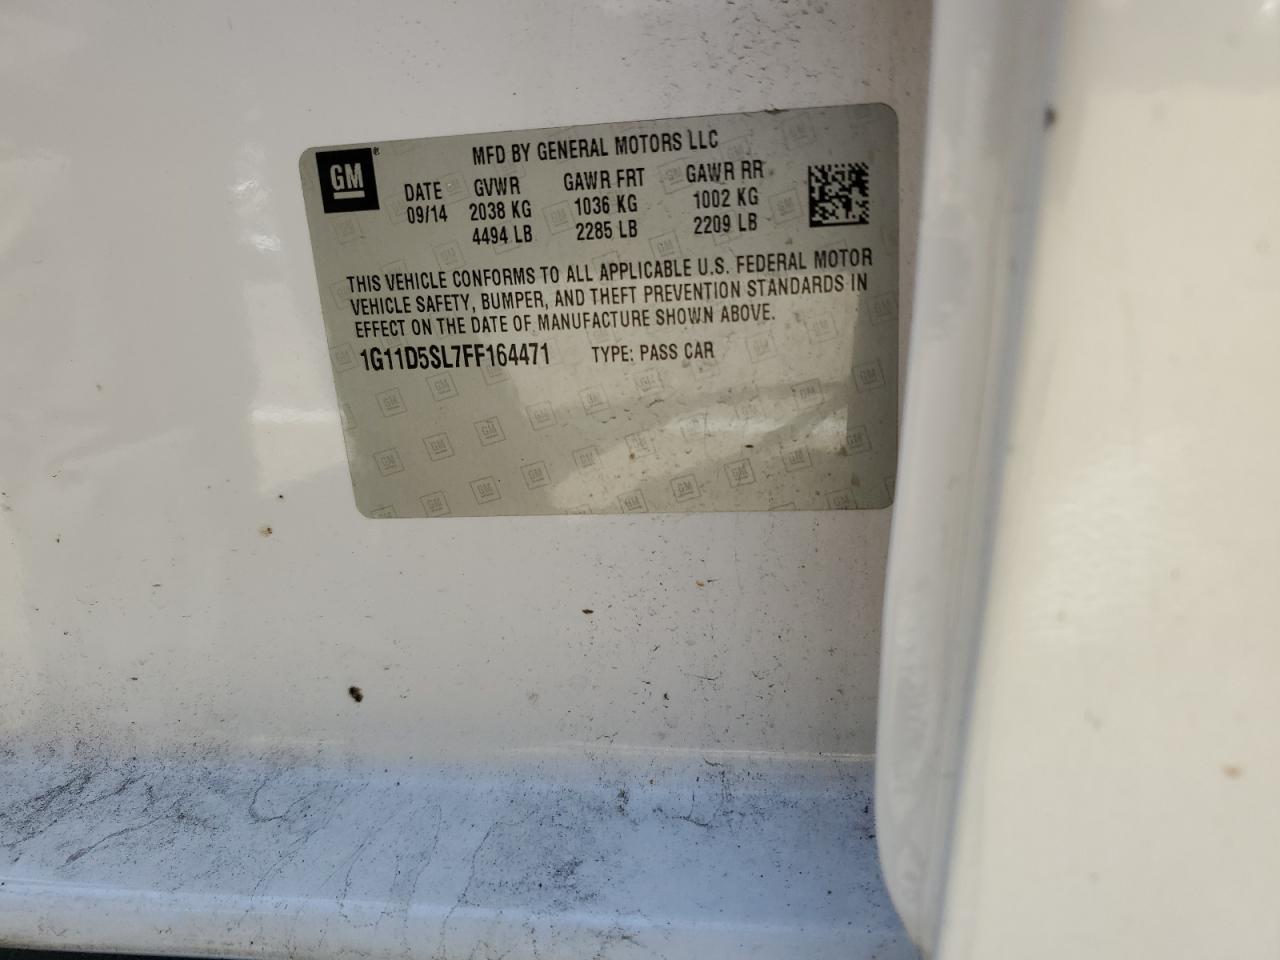 GM
MFD BY GENERAL MOTORS LLC
DATE GVWR GAWR FRT GAWR RR
09/14 2038 KG 1036 KG 1002 KG
4494 LB 2285 LB 2209 LB
THIS VEHICLE CONFORMS TO ALL APPLICABLE U.S. FEDERAL MOTOR
VEHICLE SAFETY, BUMPER, AND THEFT PREVENTION STANDARDS IN
EFFECT ON THE DATE OF MANUFACTURE SHOWN ABOVE.
1G11D5SL7FF164471 TYPE: PASS CAR